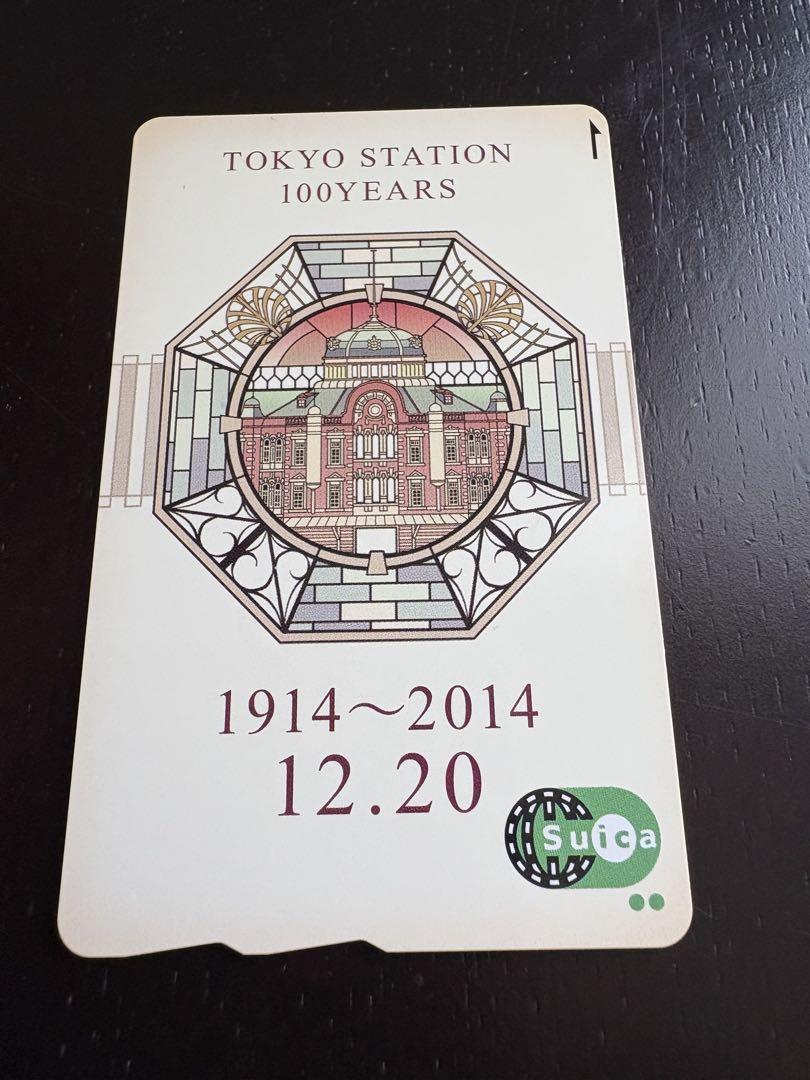 TOKYO STATION
100YEARS
1914～2014
12.20
Suica